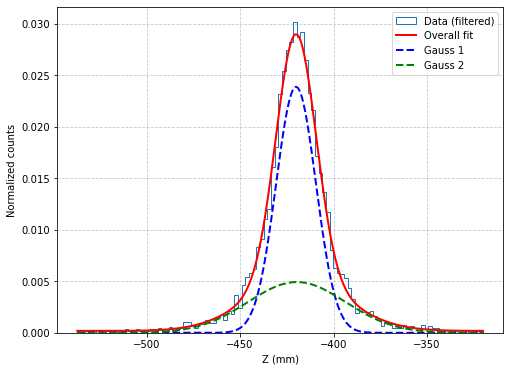 0.030
0.025
0.020
0.015
0.010
0.005
0.000
Normalized counts
−500
−450
−400
−350
Z (mm)
Data (filtered)
Overall fit
Gauss 1
Gauss 2